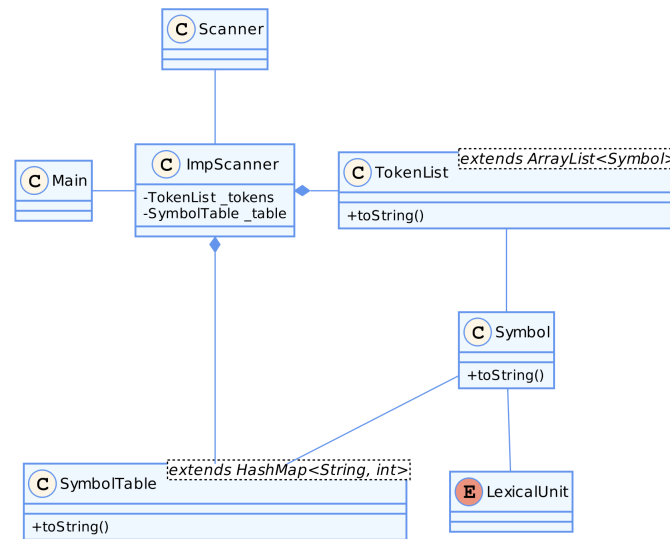 C Scanner
C ImpScanner
-TokenList _tokens
-SymbolTable _table
C Main
C TokenList
extends ArrayList<Symbol>
+toString()
C Symbol
+toString()
C SymbolTable
extends HashMap<String, int>
+toString()
E LexicalUnit